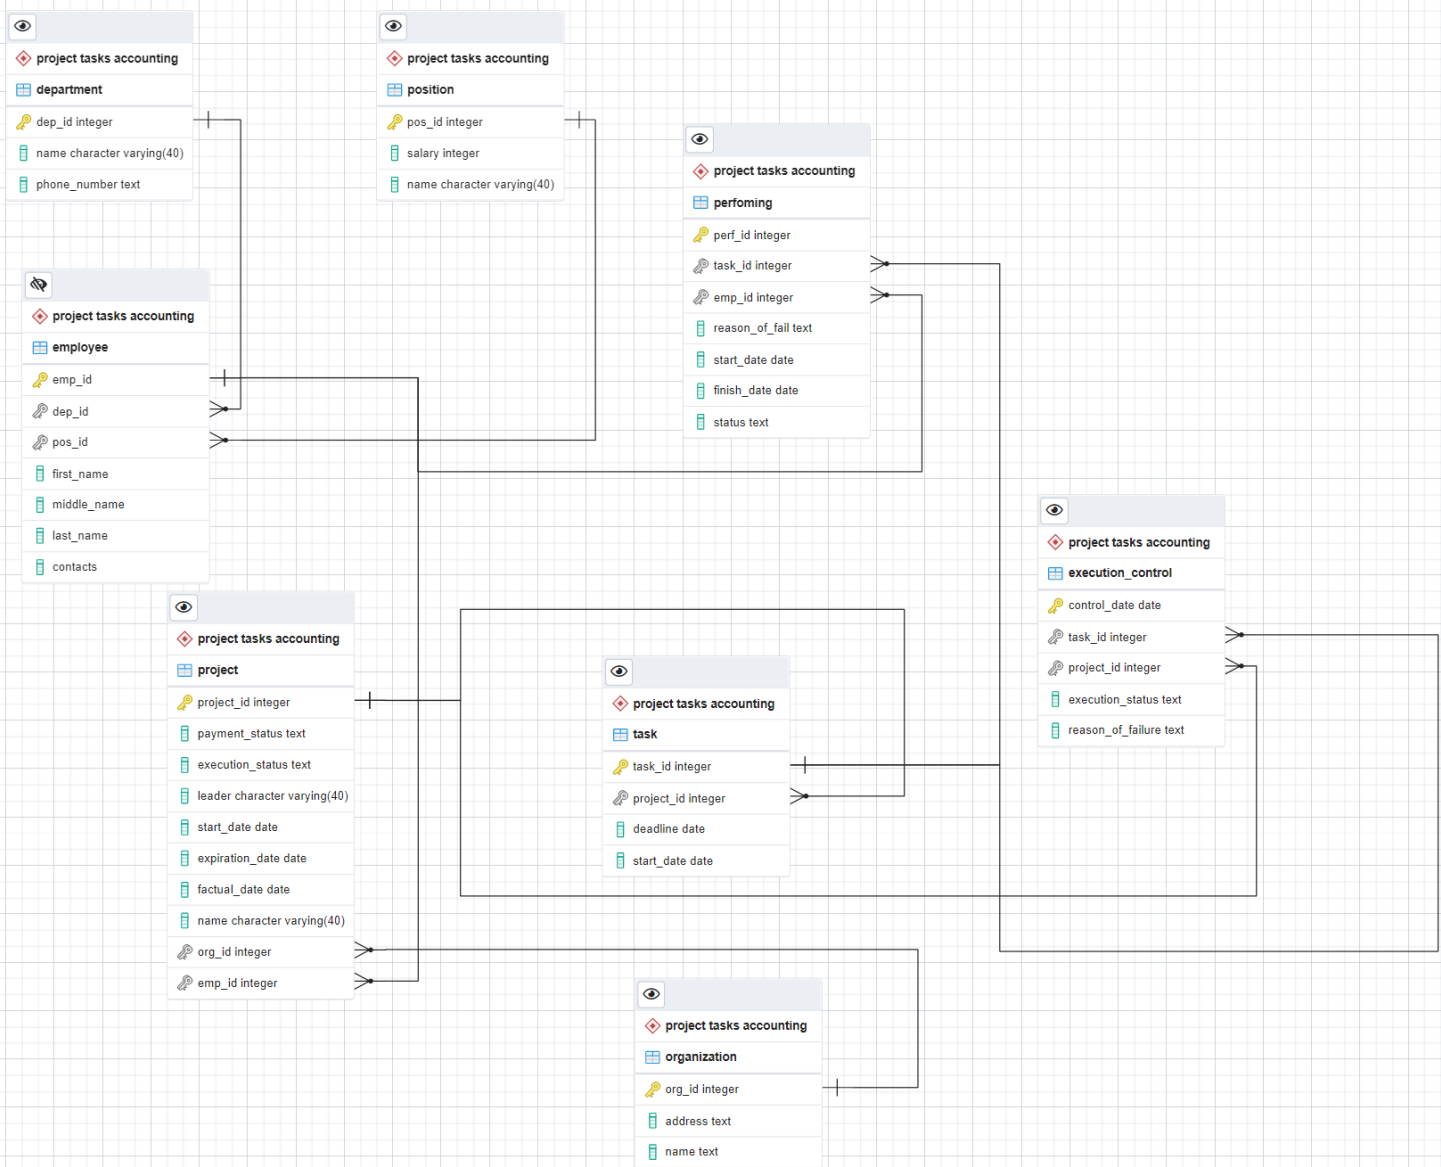 project tasks accounting
department
dep_id integer
name character varying(40)
phone_number text
project tasks accounting
position
pos_id integer
salary integer
name character varying(40)
project tasks accounting
perfoming
perf_id integer
task_id integer
emp_id integer
reason_of_fail text
start_date date
finish_date date
status text
project tasks accounting
employee
emp_id
dep_id
pos_id
first_name
middle_name
last_name
contacts
project tasks accounting
execution_control
control_date date
task_id integer
project_id integer
execution_status text
reason_of_failure text
project tasks accounting
project
project_id integer
payment_status text
execution_status text
leader character varying(40)
start_date date
expiration_date date
factual_date date
name character varying(40)
org_id integer
emp_id integer
project tasks accounting
task
task_id integer
project_id integer
deadline date
start_date date
project tasks accounting
organization
org_id integer
address text
name text